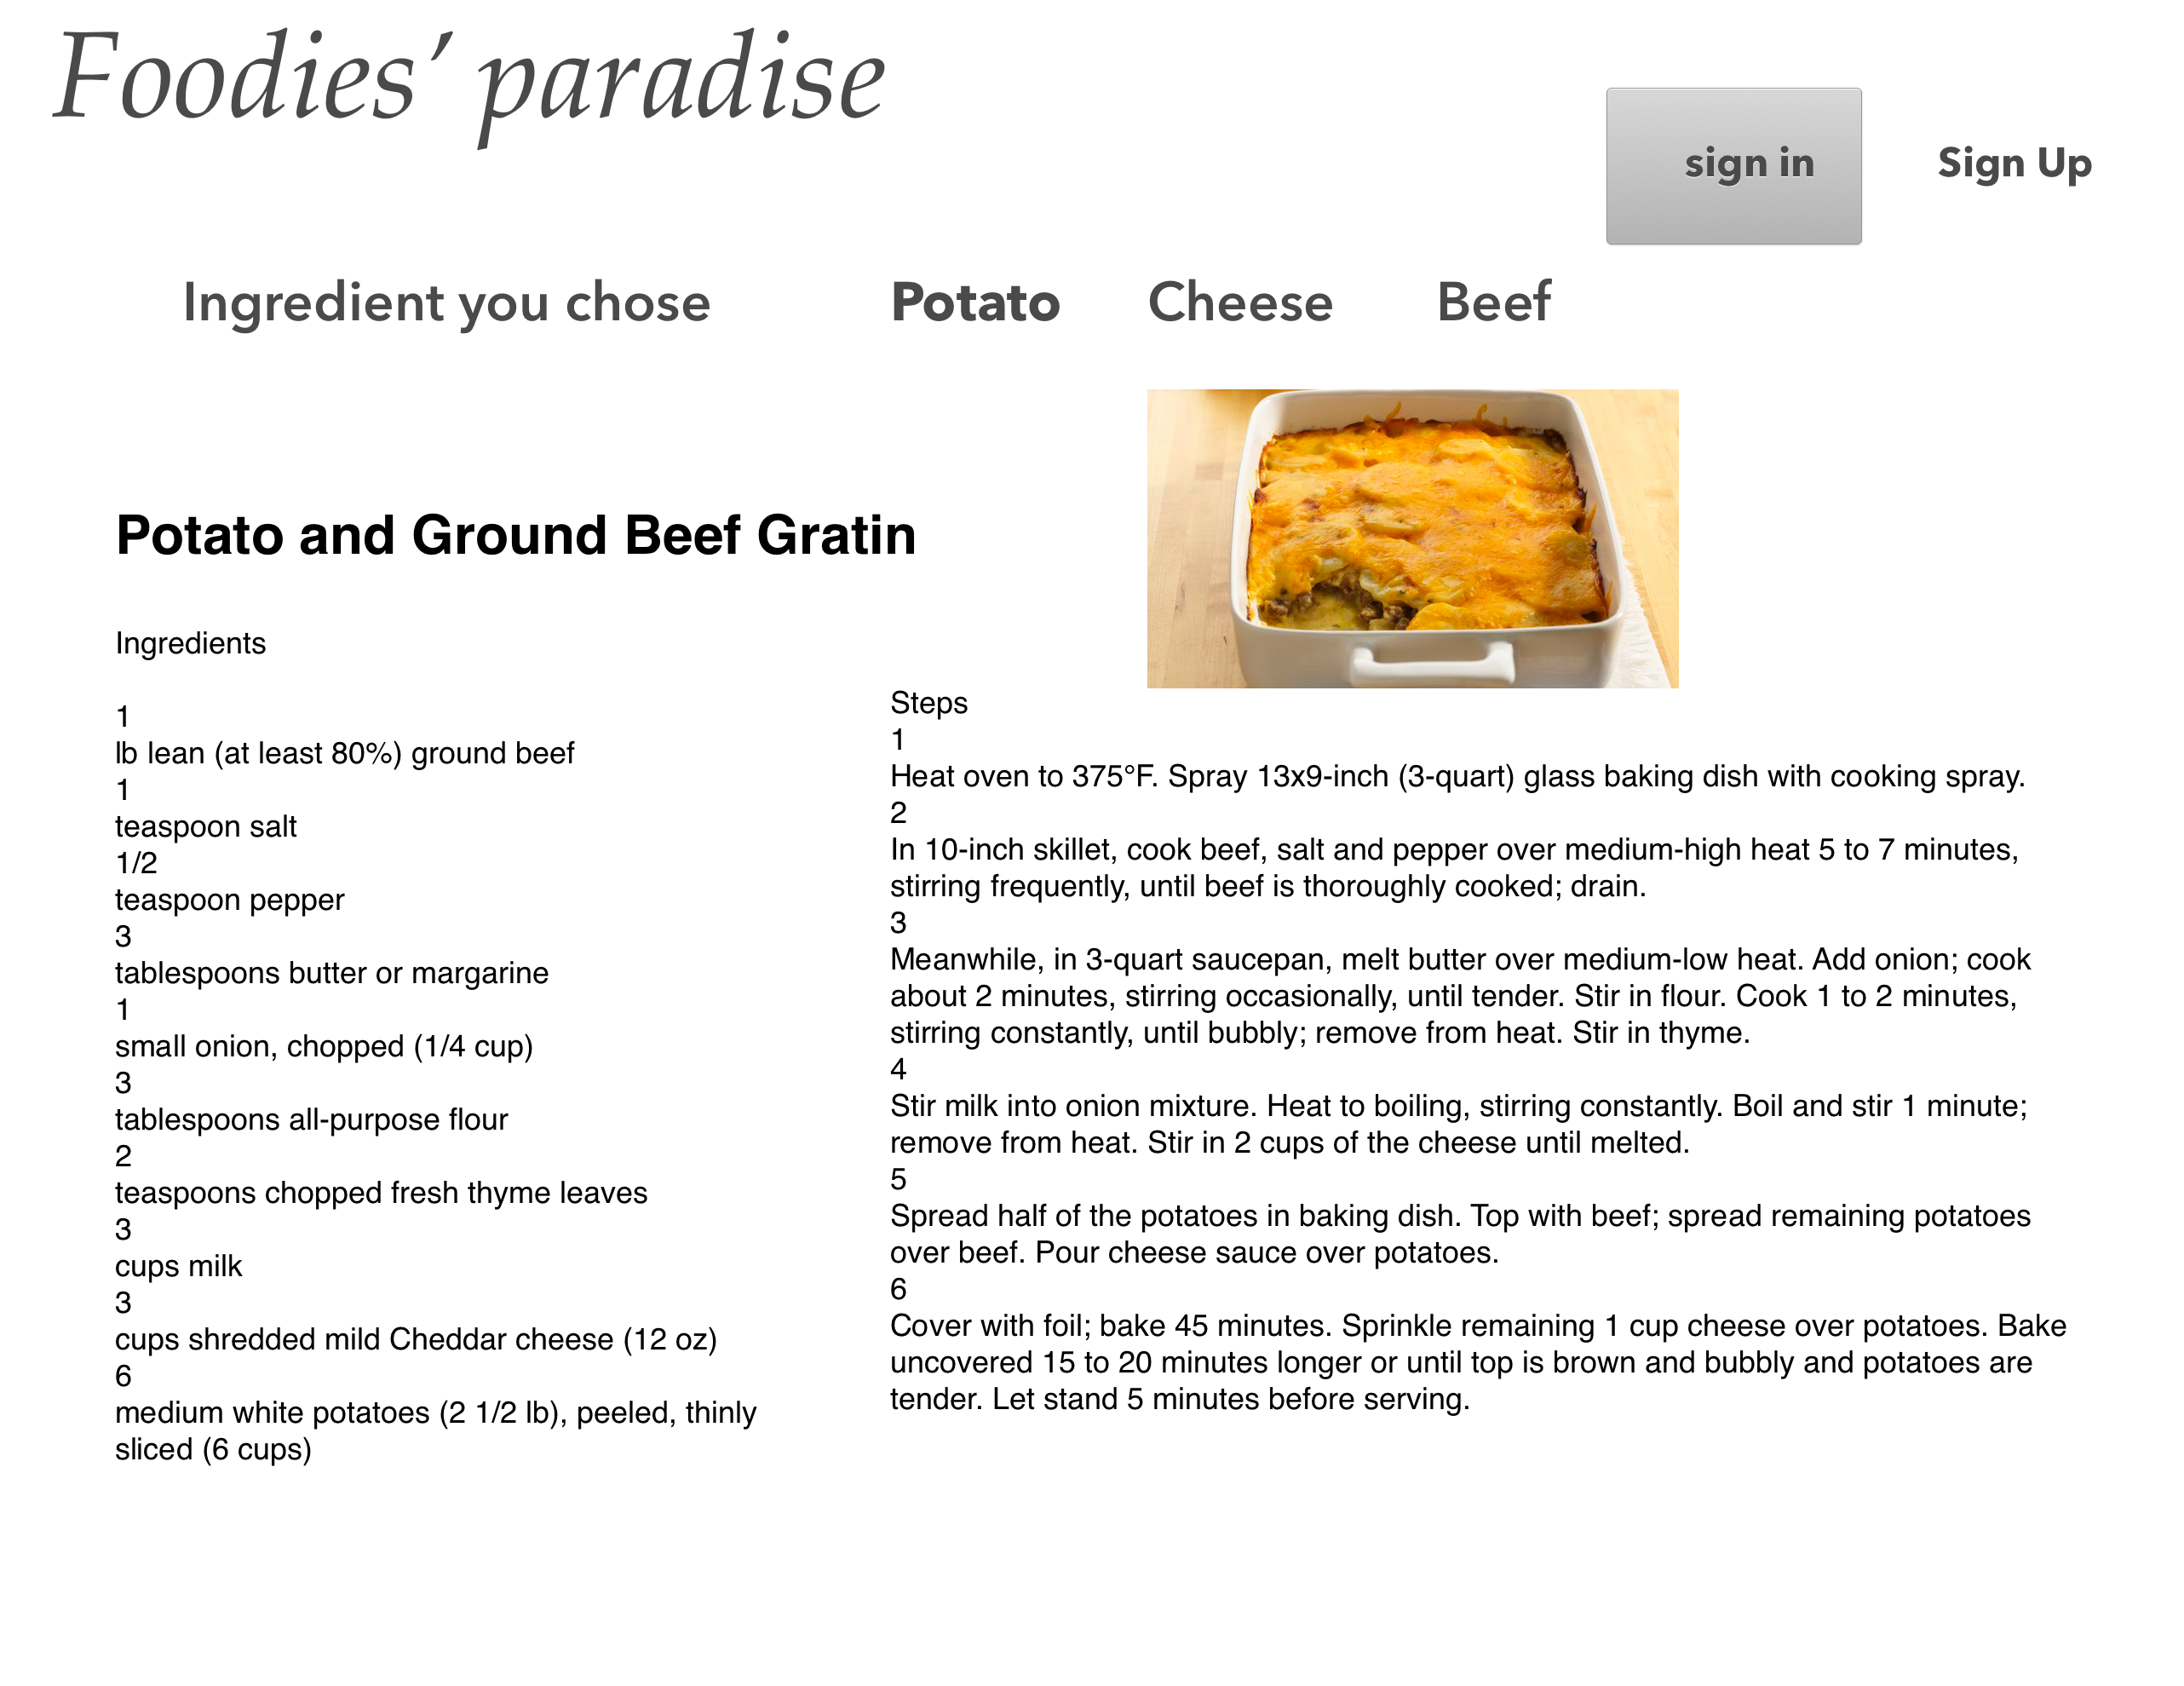 Foodies’ paradise
sign in
Sign Up
Ingredient you chose
Potato
Cheese
Beef
Potato and Ground Beef Gratin
Ingredients
1
lb lean (at least 80%) ground beef
1
teaspoon salt
1/2
teaspoon pepper
3
tablespoons butter or margarine
1
small onion, chopped (1/4 cup)
3
tablespoons all-purpose flour
2
teaspoons chopped fresh thyme leaves
3
cups milk
3
cups shredded mild Cheddar cheese (12 oz)
6
medium white potatoes (2 1/2 lb), peeled, thinly
sliced (6 cups)
Steps
1
Heat oven to 375°F. Spray 13x9-inch (3-quart) glass baking dish with cooking spray.
2
In 10-inch skillet, cook beef, salt and pepper over medium-high heat 5 to 7 minutes,
stirring frequently, until beef is thoroughly cooked; drain.
3
Meanwhile, in 3-quart saucepan, melt butter over medium-low heat. Add onion; cook
about 2 minutes, stirring occasionally, until tender. Stir in flour. Cook 1 to 2 minutes,
stirring constantly, until bubbly; remove from heat. Stir in thyme.
4
Stir milk into onion mixture. Heat to boiling, stirring constantly. Boil and stir 1 minute;
remove from heat. Stir in 2 cups of the cheese until melted.
5
Spread half of the potatoes in baking dish. Top with beef; spread remaining potatoes
over beef. Pour cheese sauce over potatoes.
6
Cover with foil; bake 45 minutes. Sprinkle remaining 1 cup cheese over potatoes. Bake
uncovered 15 to 20 minutes longer or until top is brown and bubbly and potatoes are
tender. Let stand 5 minutes before serving.